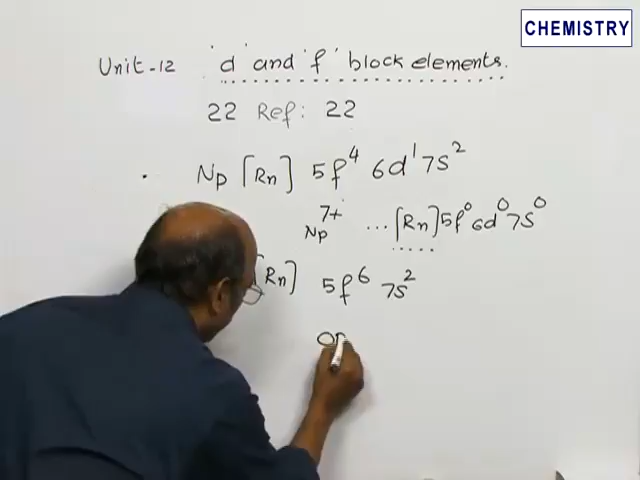 CHEMISTRY
Unit-12 'd' and 'f' block elements.
22 Ref: 22
Np [Rn] 5f⁴ 6d¹ 7s²
Np⁷⁺ ... [Rn] 5f⁰ 6d⁰ 7s⁰
[Rn] 5f⁶ 7s²
or